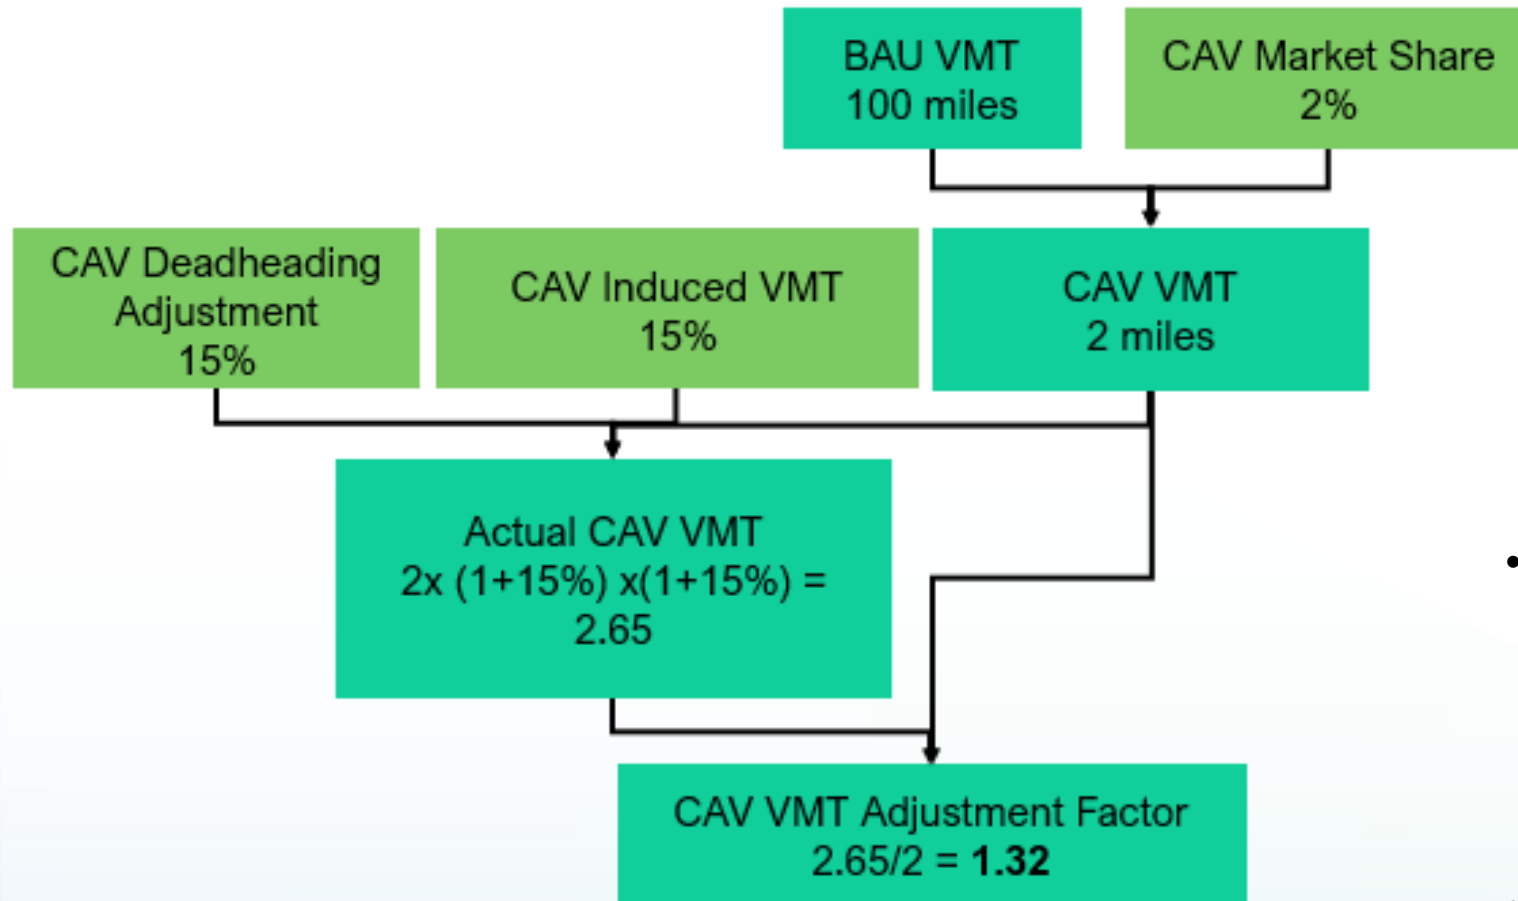 BAU VMT
100 miles
CAV Market Share
2%
CAV Deadheading
Adjustment
15%
CAV Induced VMT
15%
CAV VMT
2 miles
Actual CAV VMT
2x (1+15%) x(1+15%) =
2.65
CAV VMT Adjustment Factor
2.65/2 = 1.32